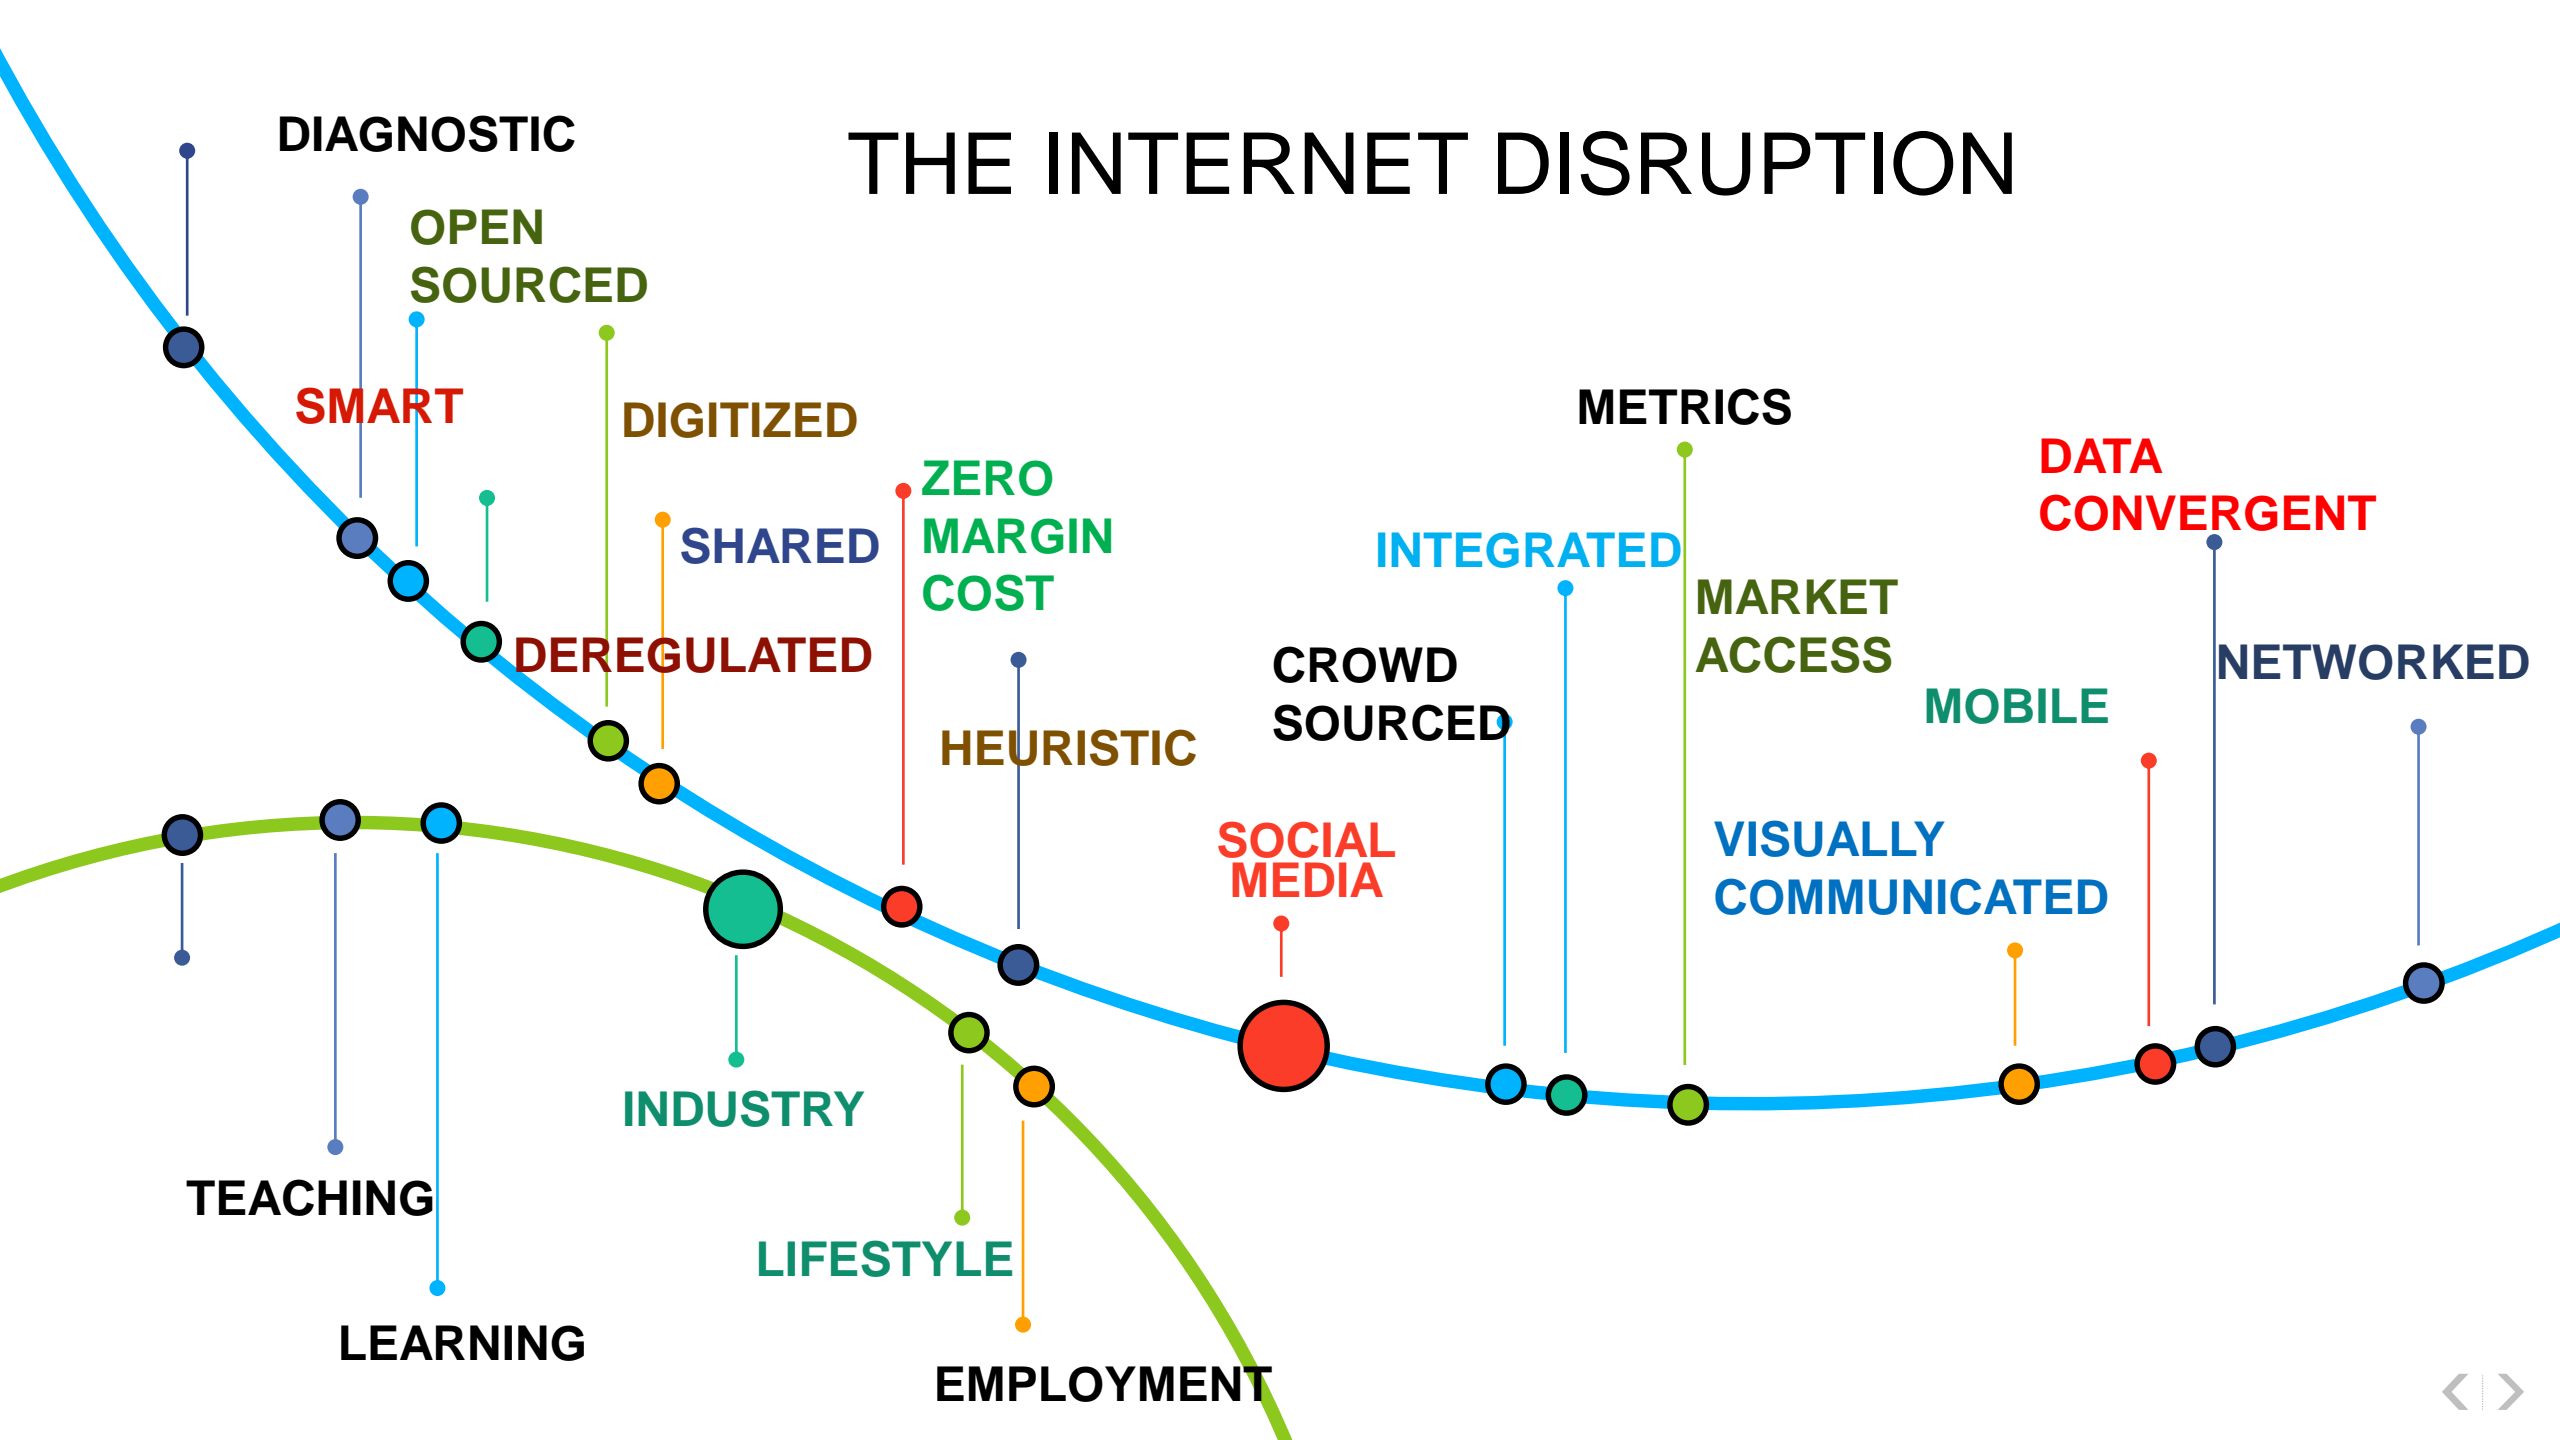 THE INTERNET DISRUPTION
DIAGNOSTIC
OPEN
SOURCED
SMART
DIGITIZED
SHARED
DEREGULATED
ZERO
MARGIN
COST
HEURISTIC
SOCIAL
MEDIA
CROWD
SOURCED
INTEGRATED
METRICS
MARKET
ACCESS
VISUALLY
COMMUNICATED
MOBILE
DATA
CONVERGENT
NETWORKED
TEACHING
LEARNING
INDUSTRY
LIFESTYLE
EMPLOYMENT